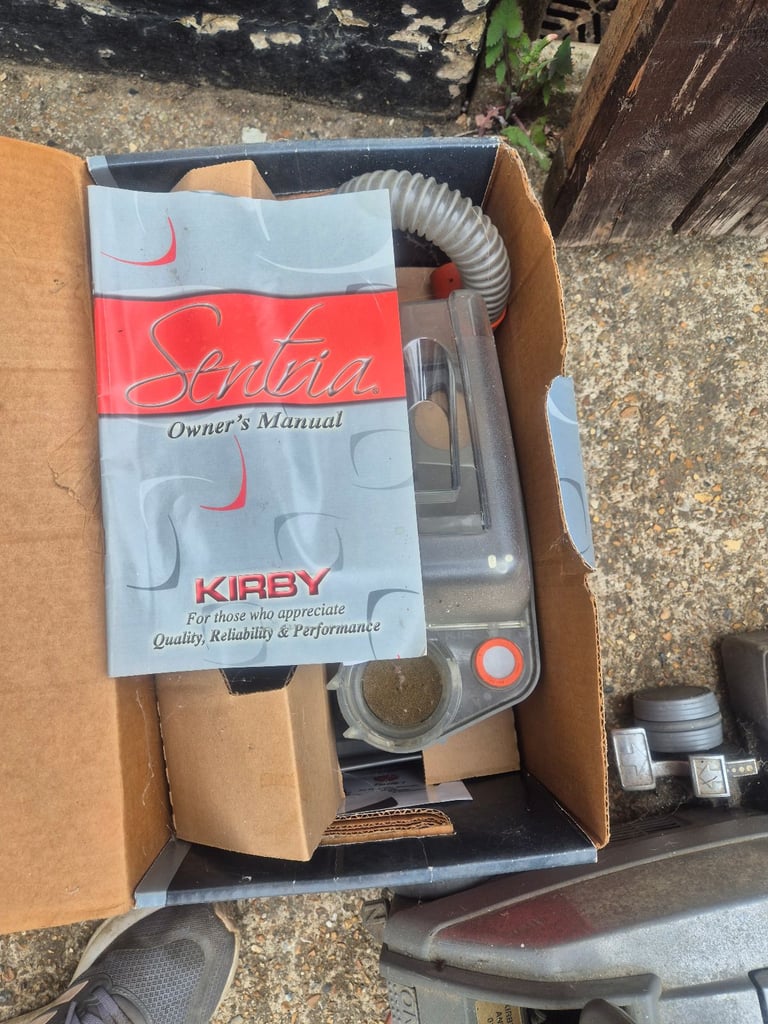 Sentria®
Owner's Manual
KIRBY
For those who appreciate
Quality, Reliability & Performance